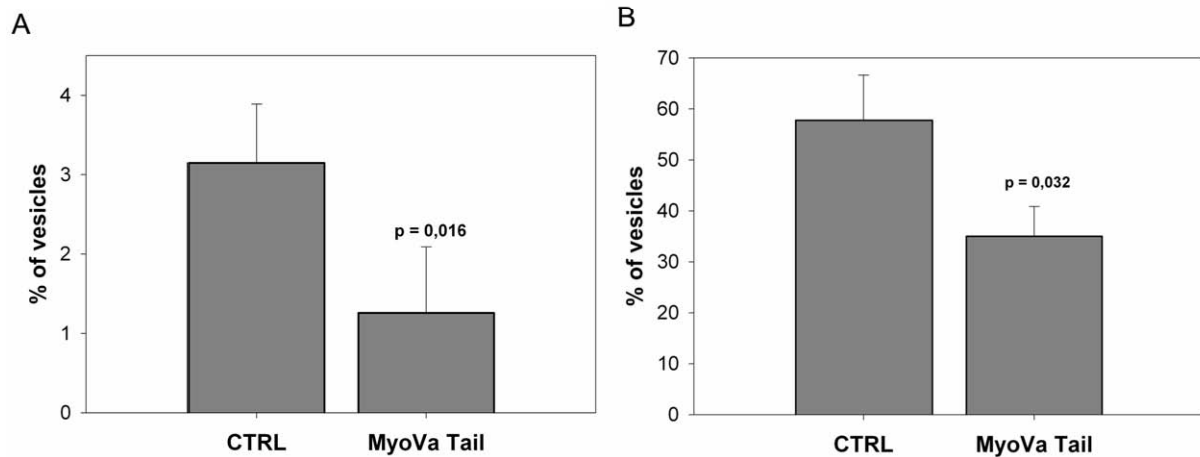 A
% of vesicles
4
3
2
1
0
p = 0,016
CTRL
MyoVa Tail
B
% of vesicles
70
60
50
40
30
20
10
0
p = 0,032
CTRL
MyoVa Tail